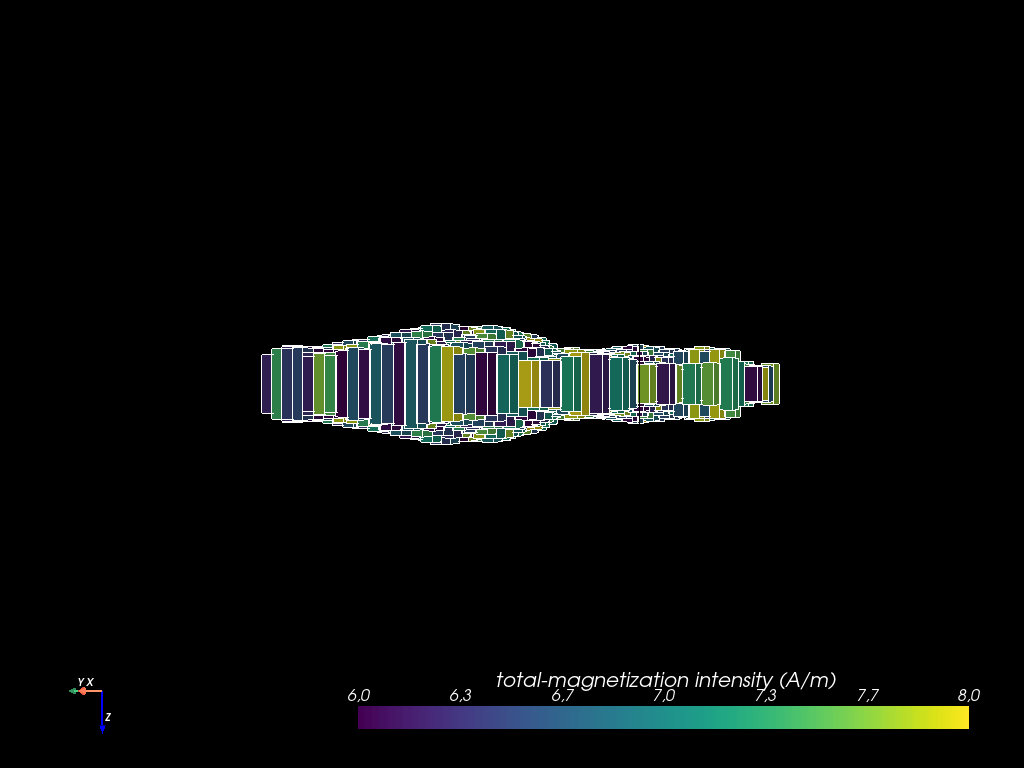 total-magnetization intensity (A/m)
6,0 6,3 6,7 7,0 7,3 7,7 8,0
Y X
Z